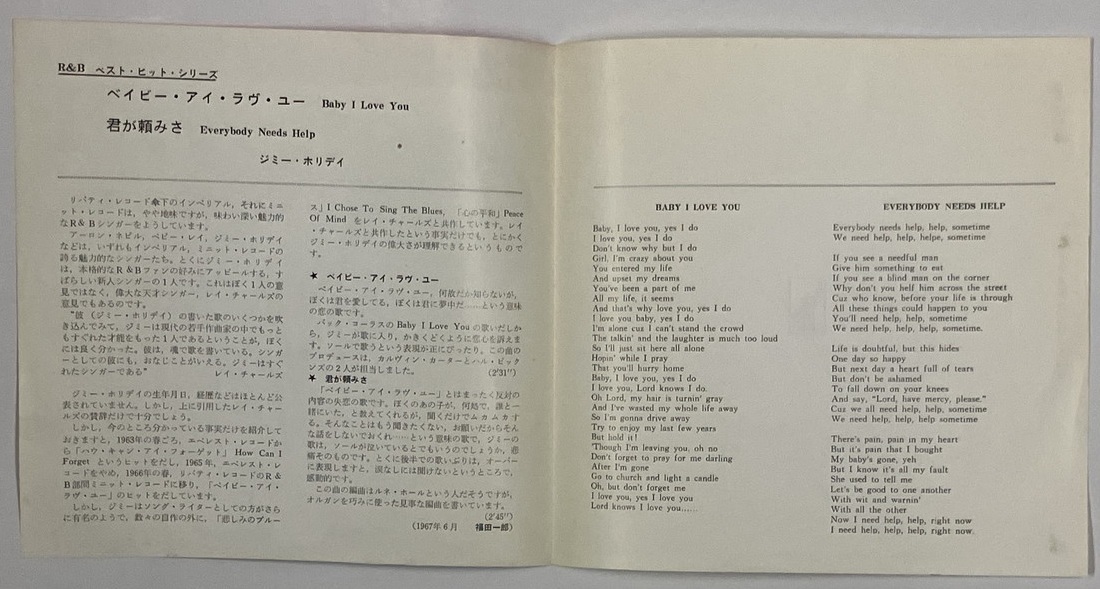 R&B ベスト・ヒット・シリーズ
ベイビー・アイ・ラヴ・ユー Baby I Love You
君が頼みさ Everybody Needs Help
ジミー・ホリデイ
リバティ・レコード傘下のインペリアル，それにミニ
ット・レコードは，やや地味ですが，味わい深い魅力的
なR&Bシンガーをようしています。
アーロン・ネビル，ベビー・レイ，ジミー・ホリデイ
などは，いずれもインペリアル，ミニット・レコードの
誇る魅力的なシンガーたち。とくにジミー・ホリデイ
は，本格的なR&Bファンの好みにアッピールする，す
ばらしい新人シンガーの1人です。これはぼく1人の意
見ではなく，偉大な天才シンガー，レイ・チャールズの
意見でもあるのです。
"彼（ジミー・ホリデイ）の書いた歌のいくつかを吹
き込んでみて，ジミーは現代の若手作曲家の中でもっと
もすぐれた才能をもった1人であるということが，ぼく
には良く分かった。彼は，魂で歌を書いている。シンガ
ーとしての彼にも，おなじことがいえる。ジミーはすぐ
れたシンガーである" レイ・チャールズ
ジミー・ホリデイの生年月日，経歴などはほとんど公
表されていません。しかし，上に引用したレイ・チャー
ルズの賛辞だけで十分でしょう。
しかし，今のところ分かっている事実だけを紹介して
おきますと，1963年の春ごろ，エベレスト・レコードか
ら「ハウ・キャン・アイ・フォーゲット」How Can I
Forget というヒットをだし，1965年，エベレスト・レ
コードをやめ，1966年の春，リバティ・レコードのR&
B部門ミニット・レコードに移り，「ベイビー・アイ・
ラヴ・ユー」のヒットをだしています。
しかし，ジミーはソング・ライターとしての方がさら
に有名のようで，数々の自作の外に，「悲しみのブルー
ス」I Chose To Sing The Blues, 「心の平和」Peace
Of Mind をレイ・チャールズと共作しています。レイ
・チャールズと共作したという事実だけでも，とにかく
ジミー・ホリデイの偉大さが理解できるというもので
す。
★ ベイビー・アイ・ラヴ・ユー
ベイビー・アイ・ラヴ・ユー，何故だか知らないが，
ぼくは君を愛してる，ぼくは君に夢中だ……という意味
の恋の歌です。
バック・コーラスの Baby I Love You の歌いだしか
ら，ジミーが歌に入り，かきくどくように恋心を訴えま
す。ソールで歌うという表現が正にぴったり。この曲の
プロデュースは，カルヴィン・カーターとハル・ピッケ
ンズの2人が担当しました。 (2'31")
★ 君が頼みさ
「ベイビー・アイ・ラヴ・ユー」とはまったく反対の
内容の失恋の歌です。ぼくのあの子が，何処で，誰と一
緒にいた，と教えてくれるが，聞くだけでムカムカす
る。そんなことはもう聞きたくない，お願いだからそん
な話をしないでおくれ……という意味の歌で，ジミーの
歌は，ソールが泣いているとでもいうのでしょうか，悲
痛そのものです。とくに後半での歌いぶりは，オーバー
に表現しますと，涙なしには聞けないというところで，
感動的です。
この曲の編曲はルネ・ホールという人だそうですが，
オルガンを巧みに使った見事な編曲を書いています。
(2'45")
(1967年6月 福田一郎)
BABY I LOVE YOU
Baby, I love you, yes I do
I love you, yes I do
Don't know why but I do
Girl, I'm crazy about you
You entered my life
And upset my dreams
You've been a part of me
All my life, it seems
And that's why I love you, yes I do
I love you baby, yes I do
I'm alone cuz I can't stand the crowd
The talkin' and the laughter is much too loud
So I'll just sit here all alone
Hopin' while I pray
That you'll hurry home
Baby, I love you, yes I do
I love you, Lord knows I do.
Oh Lord, my hair is turnin' gray
And I've wasted my whole life away
So I'm gonna drive away
Try to enjoy my last few years
But hold it!
'Though I'm leaving you, oh no
Don't forget to pray for me darling
After I'm gone
Go to church and light a candle
Oh, but don't forget me
I love you, yes I love you
Lord knows I love you......
EVERYBODY NEEDS HELP
Everybody needs help, help, sometime
We need help, help, helpe, sometime
If you see a needful man
Give him something to eat
If you see a blind man on the corner
Why don't you helf him across the street
Cuz who know, before your life is through
All these things could happen to you
You'll need help, help, sometime
We need help, help, sometime.
Life is doubtful, but this hides
One day so happy
But next day a heart full of tears
But don't be ashamed
To fall down on your knees
And say, "Lord, have mercy, please."
Cuz we all need help, help, sometime
We need help, help, sometime
There's pain, pain in my heart
But it's pain that I bought
My baby's gone, yeh
But I know it's all my fault
She used to tell me
Let's be good to one another
With wit and warnin'
With all the other
Now I need help, help, right now
I need help, help, right now.